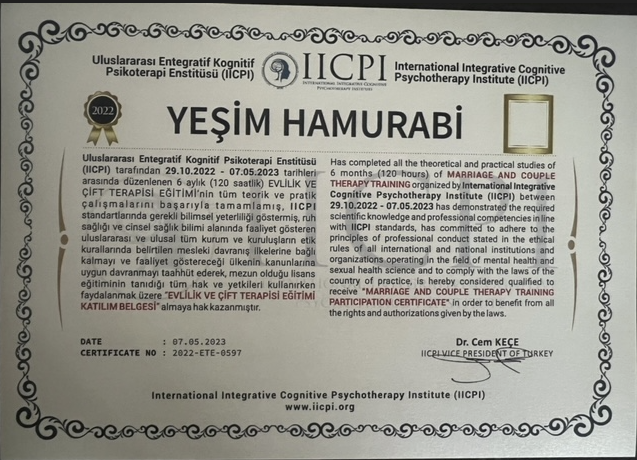 Uluslararası Entegratif Kognitif
Psikoterapi Enstitüsü (IICPI)
IICPI
INTERNATIONAL INTEGRATIVE COGNITIVE
PSYCHOTHERAPY INSTITUTE
International Integrative Cognitive
Psychotherapy Institute (IICPI)
2022
YEŞİM HAMURABİ
Uluslararası Entegratif Kognitif Psikoterapi Enstitüsü
(IICPI) tarafından 29.10.2022 - 07.05.2023 tarihleri
arasında düzenlenen 6 aylık (120 saatlik) EVLİLİK VE
ÇİFT TERAPİSİ EĞİTİMİ'nin tüm teorik ve pratik
çalışmalarını başarıyla tamamlamış, IICPI
standartlarında gerekli bilimsel yeterliliği göstermiş, ruh
sağlığı ve cinsel sağlık bilimi alanında faaliyet gösteren
uluslararası ve ulusal tüm kurum ve kuruluşların etik
kurallarında belirtilen mesleki davranış ilkelerine bağlı
kalmayı ve faaliyet göstereceği ülkenin kanunlarına
uygun davranmayı taahhüt ederek, mezun olduğu lisans
eğitiminin tanıdığı tüm hak ve yetkileri kullanırken
faydalanmak üzere "EVLİLİK VE ÇİFT TERAPİSİ EĞİTİMİ
KATILIM BELGESİ" almaya hak kazanmıştır.
Has completed all the theoretical and practical studies of
6 months (120 hours) of MARRIAGE AND COUPLE
THERAPY TRAINING organized by International Integrative
Cognitive Psychotherapy Institute (IICPI) between
29.10.2022 - 07.05.2023 has demonstrated the required
scientific knowledge and professional competencies in line
with IICPI standards, has committed to adhere to the
principles of professional conduct stated in the ethical
rules of all international and national institutions and
organizations operating in the field of mental health and
sexual health science and to comply with the laws of the
country of practice, is hereby considered qualified to
receive "MARRIAGE AND COUPLE THERAPY TRAINING
PARTICIPATION CERTIFICATE" in order to benefit from all
the rights and authorizations given by the laws.
DATE : 07.05.2023
CERTIFICATE NO : 2022-ETE-0597
Dr. Cem KEÇE
IICPI VICE PRESIDENT OF TURKEY
International Integrative Cognitive Psychotherapy Institute (IICPI)
www.iicpi.org